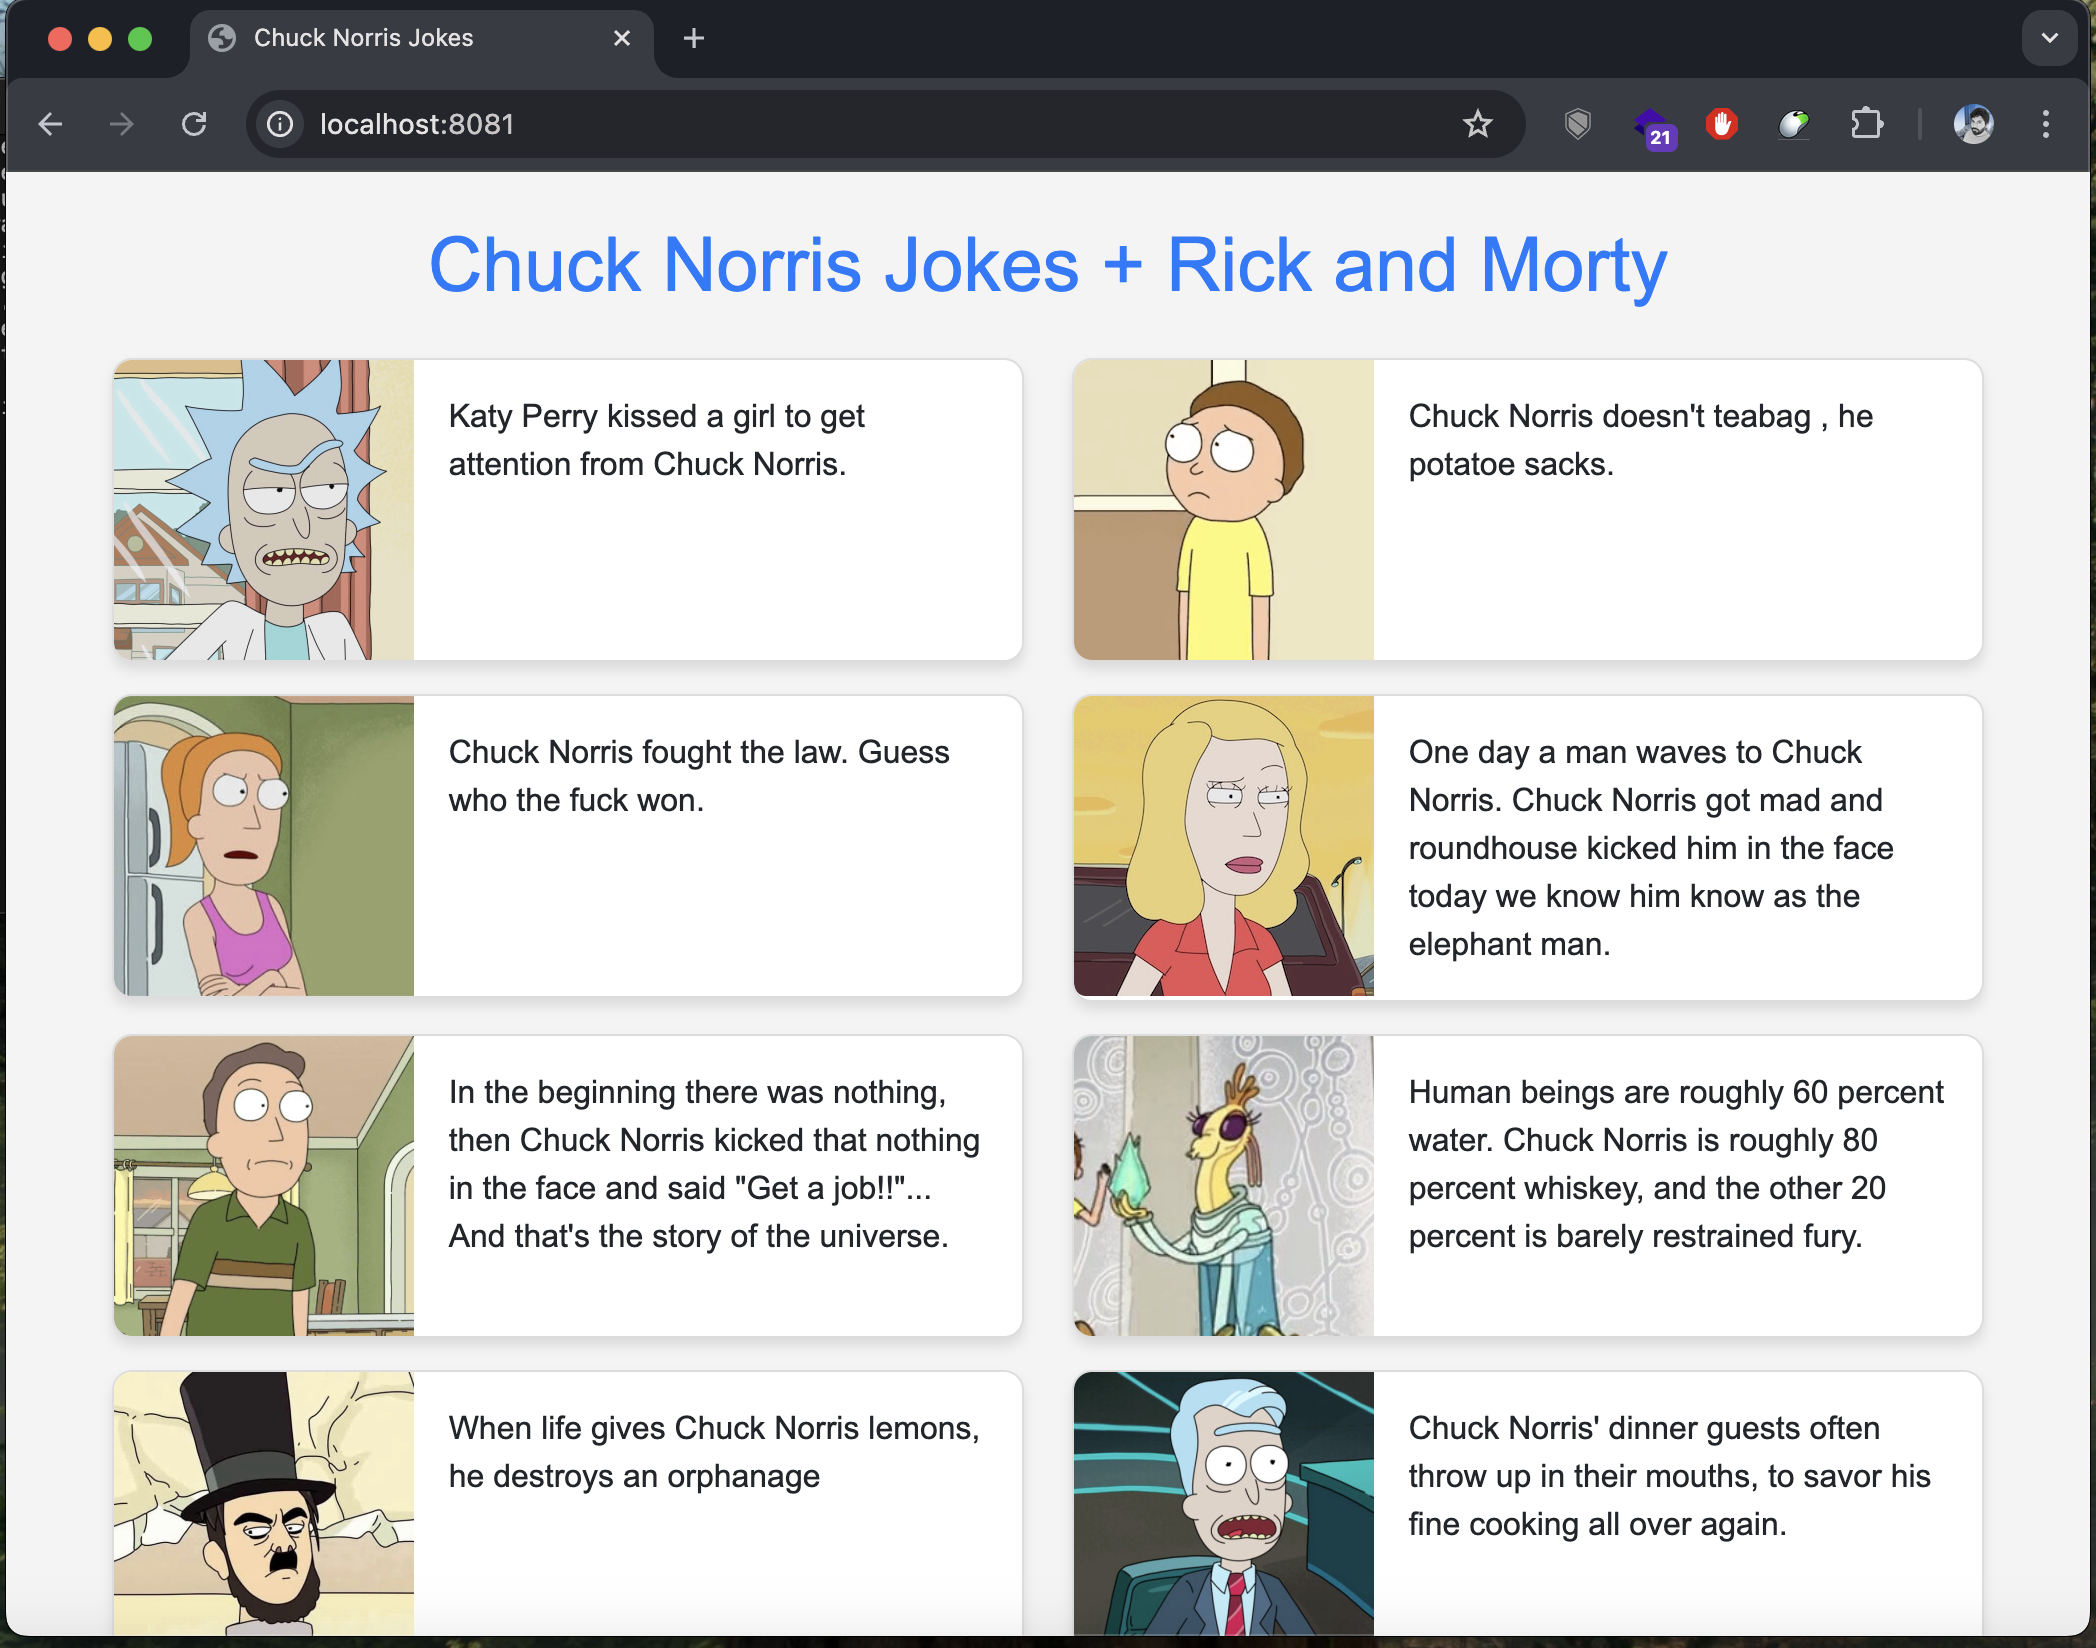 Chuck Norris Jokes
localhost:8081
21
Chuck Norris Jokes + Rick and Morty
Katy Perry kissed a girl to get
attention from Chuck Norris.
Chuck Norris doesn't teabag , he
potatoe sacks.
Chuck Norris fought the law. Guess
who the fuck won.
One day a man waves to Chuck
Norris. Chuck Norris got mad and
roundhouse kicked him in the face
today we know him know as the
elephant man.
In the beginning there was nothing,
then Chuck Norris kicked that nothing
in the face and said "Get a job!!"...
And that's the story of the universe.
Human beings are roughly 60 percent
water. Chuck Norris is roughly 80
percent whiskey, and the other 20
percent is barely restrained fury.
When life gives Chuck Norris lemons,
he destroys an orphanage
Chuck Norris' dinner guests often
throw up in their mouths, to savor his
fine cooking all over again.